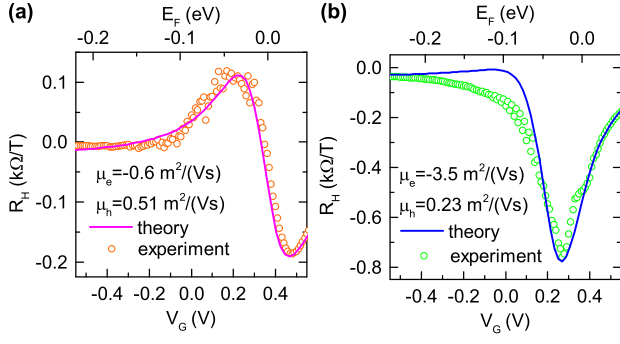 (a)
E_F (eV)
-0.2 -0.1 0.0
R_H (kΩ/T)
0.1
0.0
-0.1
-0.2
μ_e=-0.6 m²/(Vs)
μ_h=0.51 m²/(Vs)
theory
experiment
-0.4 -0.2 0.0 0.2 0.4
V_G (V)
(b)
E_F (eV)
-0.2 -0.1 0.0
R_H (kΩ/T)
0.0
-0.2
-0.4
-0.6
-0.8
μ_e=-3.5 m²/(Vs)
μ_h=0.23 m²/(Vs)
theory
experiment
-0.4 -0.2 0.0 0.2 0.4
V_G (V)